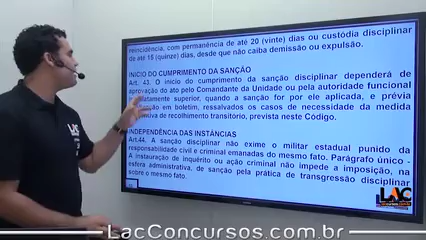 reincidência, com permanência de até 20 (vinte) dias ou custódia disciplinar
de até 15 (quinze) dias, desde que não caiba demissão ou expulsão.
INICIO DO CUMPRIMENTO DA SANÇÃO
Art. 43. O início do cumprimento da sanção disciplinar dependerá de
aprovação do ato pelo Comandante da Unidade ou pela autoridade funcional
imediatamente superior, quando a sanção for por ele aplicada, e prévia
em boletim, ressalvados os casos de necessidade da medida
de recolhimento transitório, prevista neste Código.
INDEPENDÊNCIA DAS INSTÂNCIAS
Art.44. A sanção disciplinar não exime o militar estadual punido da
responsabilidade civil e criminal emanadas do mesmo fato. Parágrafo único -
A instauração de inquérito ou ação criminal não impede a imposição, na
esfera administrativa, de sanção pela prática de transgressão disciplinar
sobre o mesmo fato.
LAC
LAC
LacConcursos.com.br